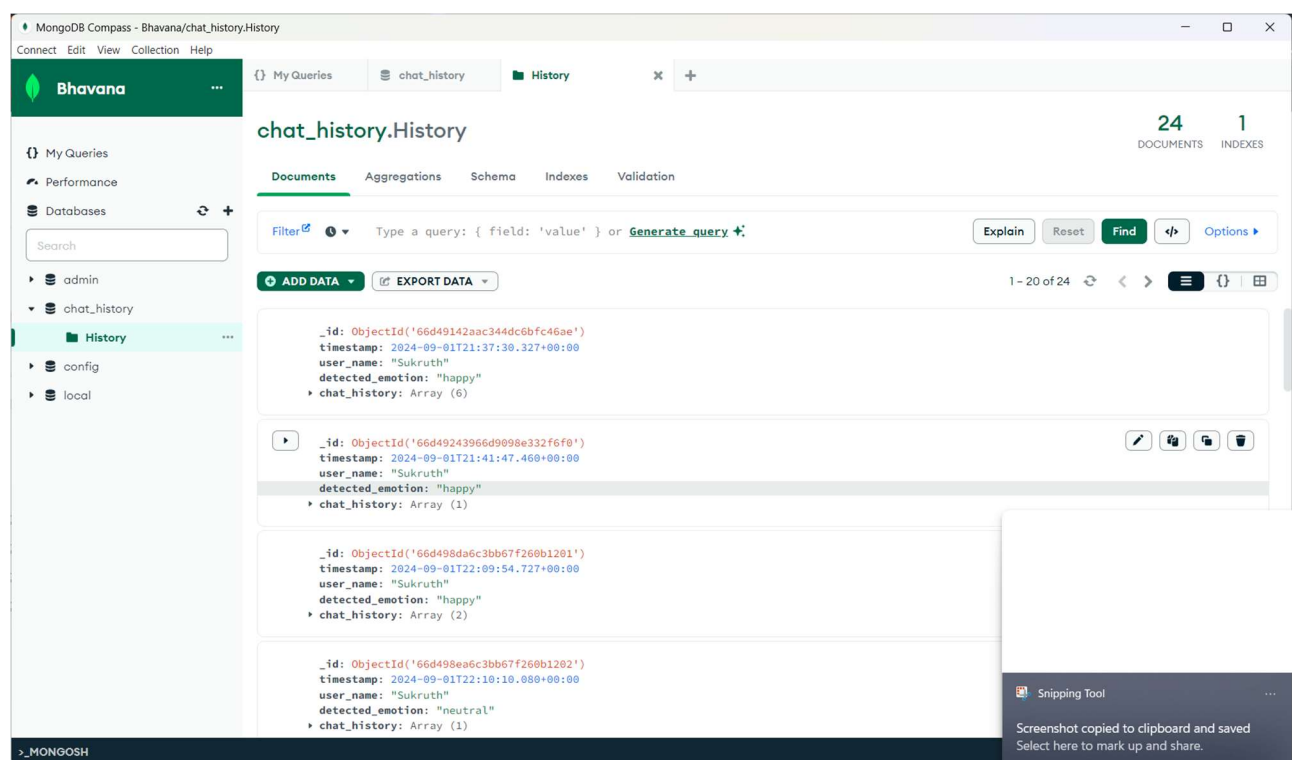 MongoDB Compass - Bhavana/chat_history.History
Connect Edit View Collection Help
Bhavana ...
{} My Queries
Performance
Databases
Search
admin
chat_history
History ...
config
local
{} My Queries chat_history History
chat_history.History
24 DOCUMENTS 1 INDEXES
Documents Aggregations Schema Indexes Validation
Filter Type a query: { field: 'value' } or Generate query Explain Reset Find </> Options
ADD DATA EXPORT DATA 1 – 20 of 24 {}
_id: ObjectId('66d49142aac344dc6bfc46ae')
timestamp: 2024-09-01T21:37:30.327+00:00
user_name: "Sukruth"
detected_emotion: "happy"
chat_history: Array (6)
_id: ObjectId('66d49243966d9098e332f6f0')
timestamp: 2024-09-01T21:41:47.460+00:00
user_name: "Sukruth"
detected_emotion: "happy"
chat_history: Array (1)
_id: ObjectId('66d498da6c3bb67f260b1201')
timestamp: 2024-09-01T22:09:54.727+00:00
user_name: "Sukruth"
detected_emotion: "happy"
chat_history: Array (2)
_id: ObjectId('66d498ea6c3bb67f260b1202')
timestamp: 2024-09-01T22:10:10.080+00:00
user_name: "Sukruth"
detected_emotion: "neutral"
chat_history: Array (1)
Snipping Tool ...
Screenshot copied to clipboard and saved
Select here to mark up and share.
>_MONGOSH